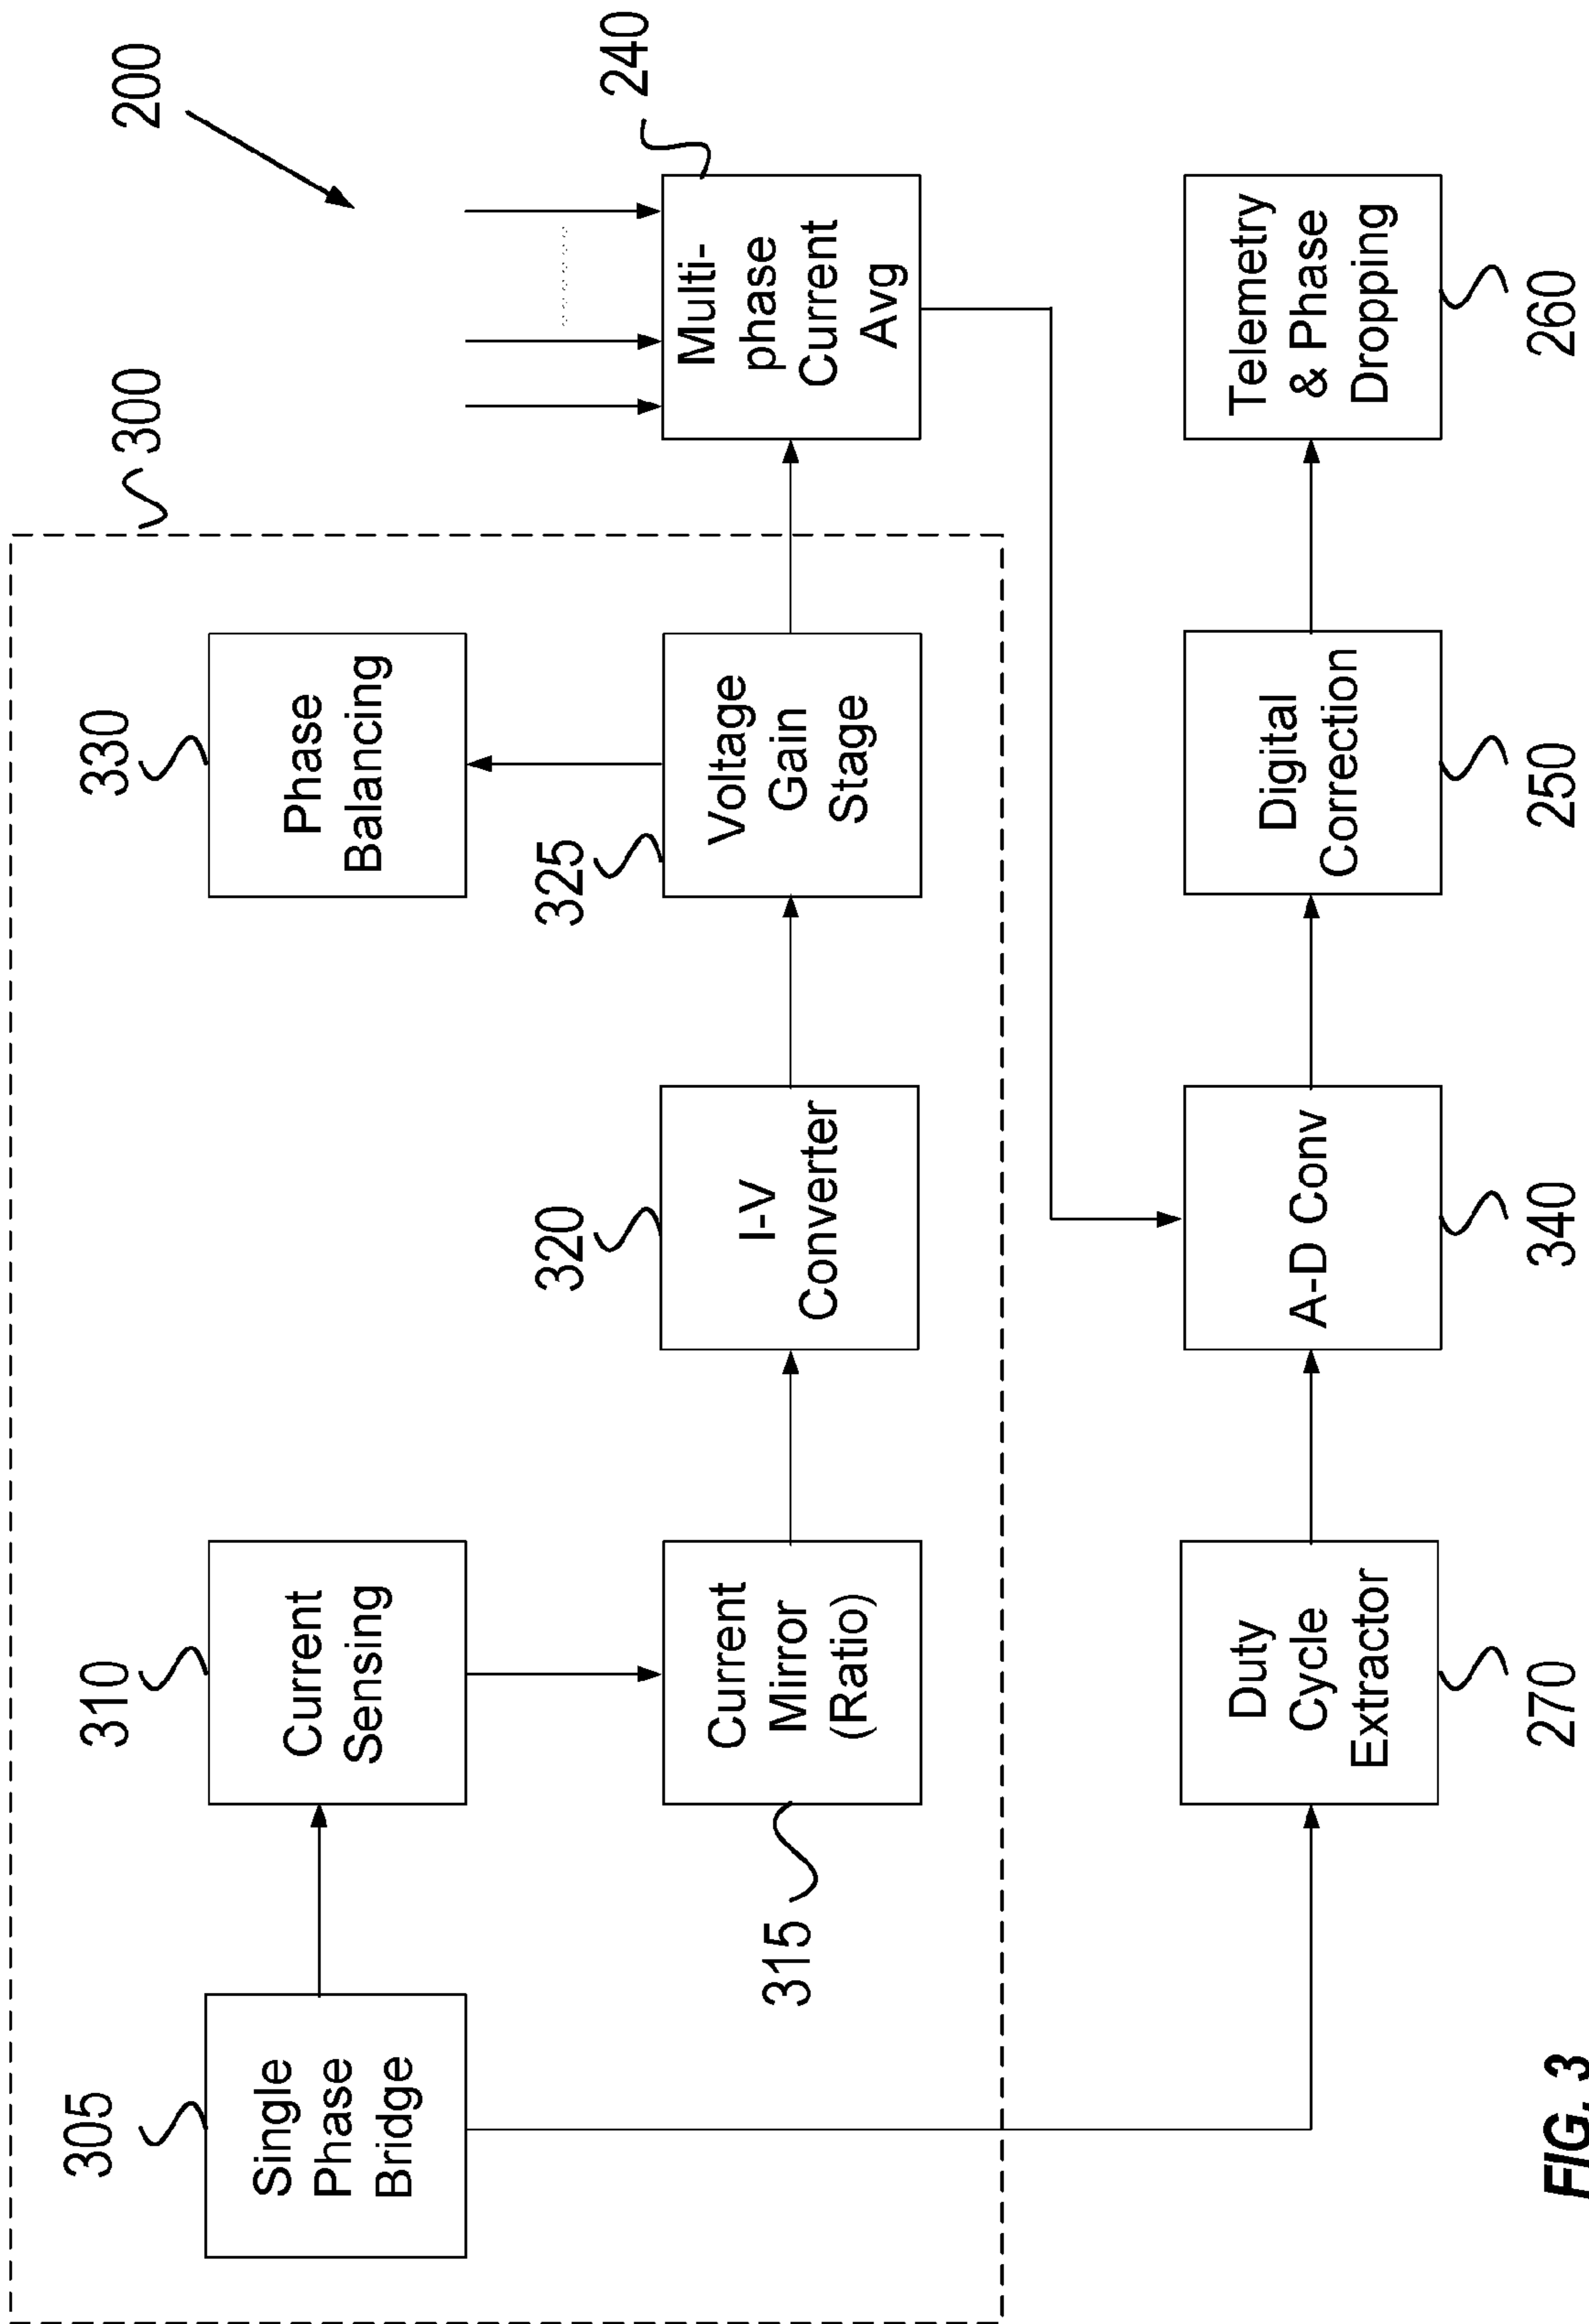 200
300
330
Phase
Balancing
310
Current
Sensing
305
Single
Phase
Bridge
240
Multi-
phase
Current
Avg
325
Voltage
Gain
Stage
320
I-V
Converter
315
Current
Mirror
(Ratio)
Duty
Cycle
Extractor
270
A-D Conv
340
Digital
Correction
250
Telemetry
& Phase
Dropping
260
FIG. 3